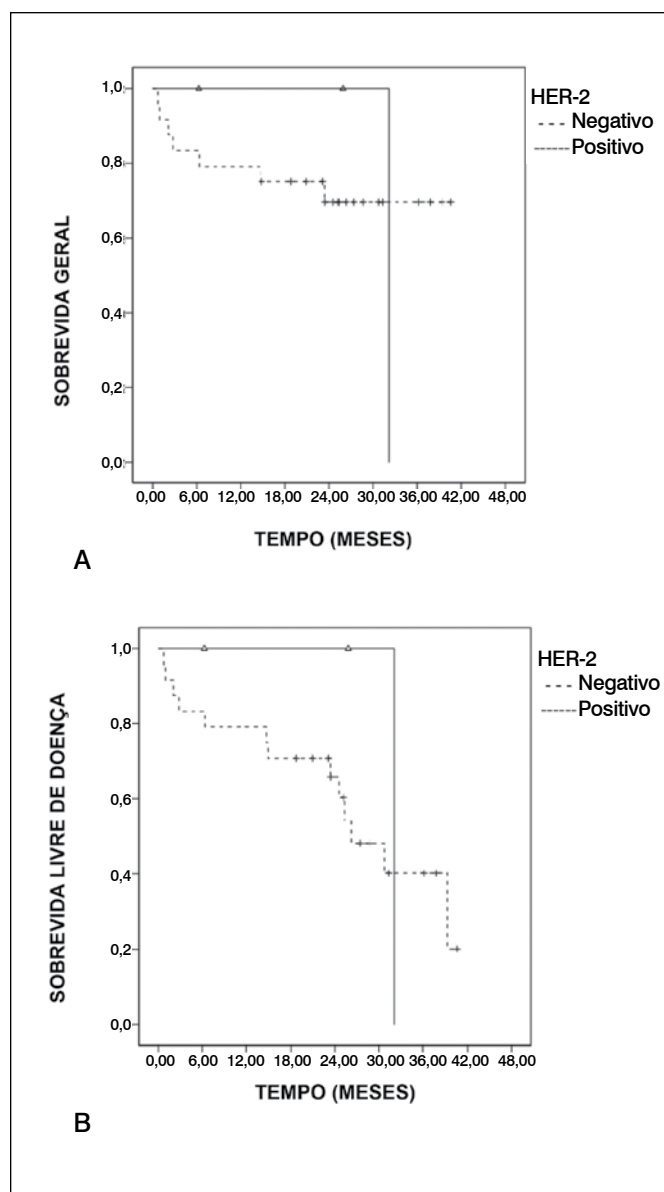 SOBREVIDA GERAL
1,0
0,8
0,6
0,4
0,2
0,0
0,00 6,00 12,00 18,00 24,00 30,00 36,00 42,00 48,00
TEMPO (MESES)
HER-2
Negativo
Positivo
A
SOBREVIDA LIVRE DE DOENÇA
1,0
0,8
0,6
0,4
0,2
0,0
0,00 6,00 12,00 18,00 24,00 30,00 36,00 42,00 48,00
TEMPO (MESES)
HER-2
Negativo
Positivo
B